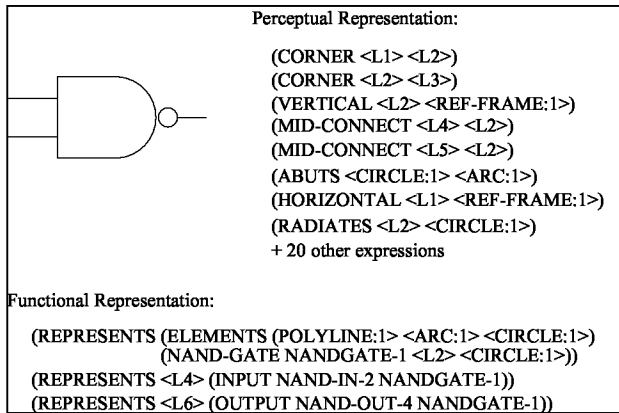 Perceptual Representation:
(CORNER <L1> <L2>)
(CORNER <L2> <L3>)
(VERTICAL <L2> <REF-FRAME:1>)
(MID-CONNECT <L4> <L2>)
(MID-CONNECT <L5> <L2>)
(ABUTS <CIRCLE:1> <ARC:1>)
(HORIZONTAL <L1> <REF-FRAME:1>)
(RADIATES <L2> <CIRCLE:1>)
+ 20 other expressions
Functional Representation:
(REPRESENTS (ELEMENTS (POLYLINE:1> <ARC:1> <CIRCLE:1>)
(NAND-GATE NANDGATE-1 <L2> <CIRCLE:1>))
(REPRESENTS <L4> (INPUT NAND-IN-2 NANDGATE-1))
(REPRESENTS <L6> (OUTPUT NAND-OUT-4 NANDGATE-1))